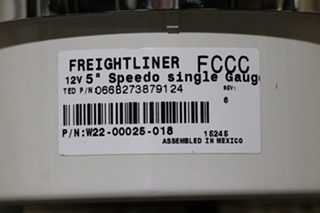 FREIGHTLINER FCCC
12V 5" Speedo single Gauge
TED P/N: 0668273879124
REV:
6
P/N: W22-00025-018
15245
ASSEMBLED IN MEXICO